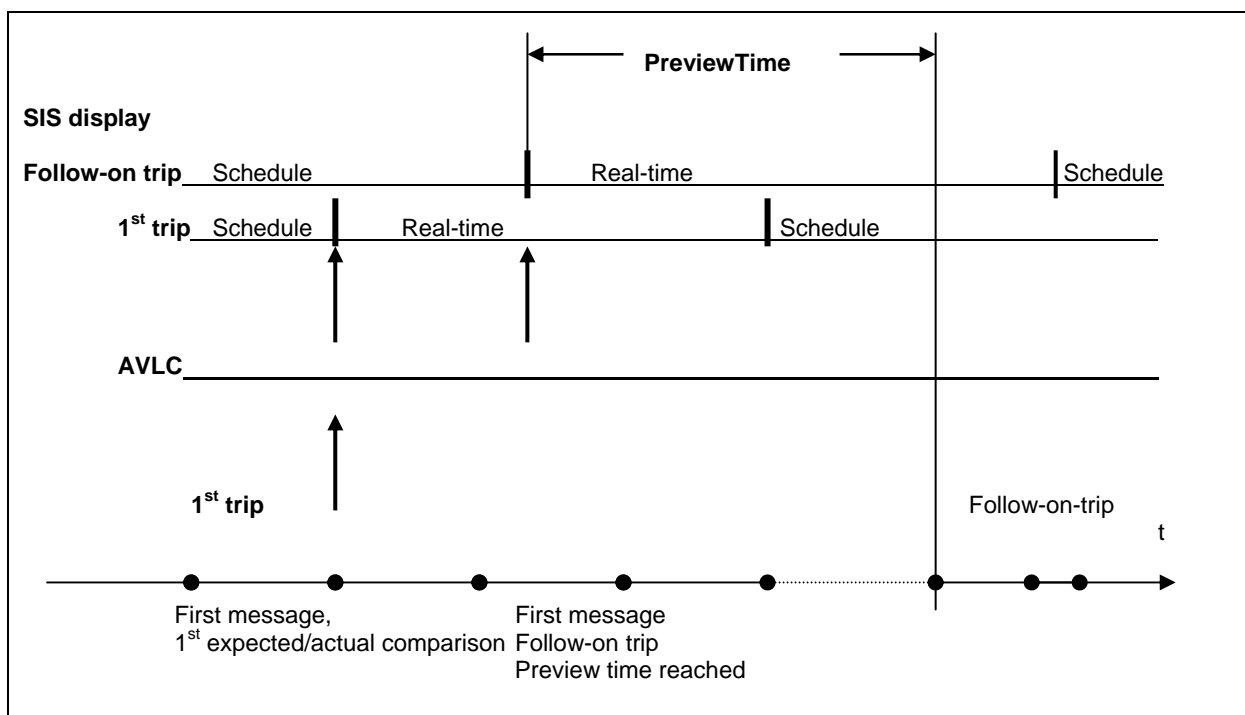 PreviewTime
SIS display
Follow-on trip Schedule Real-time Schedule
1st trip Schedule Real-time Schedule
AVLC
1st trip Follow-on-trip
t
First message,
1st expected/actual comparison
First message
Follow-on trip
Preview time reached